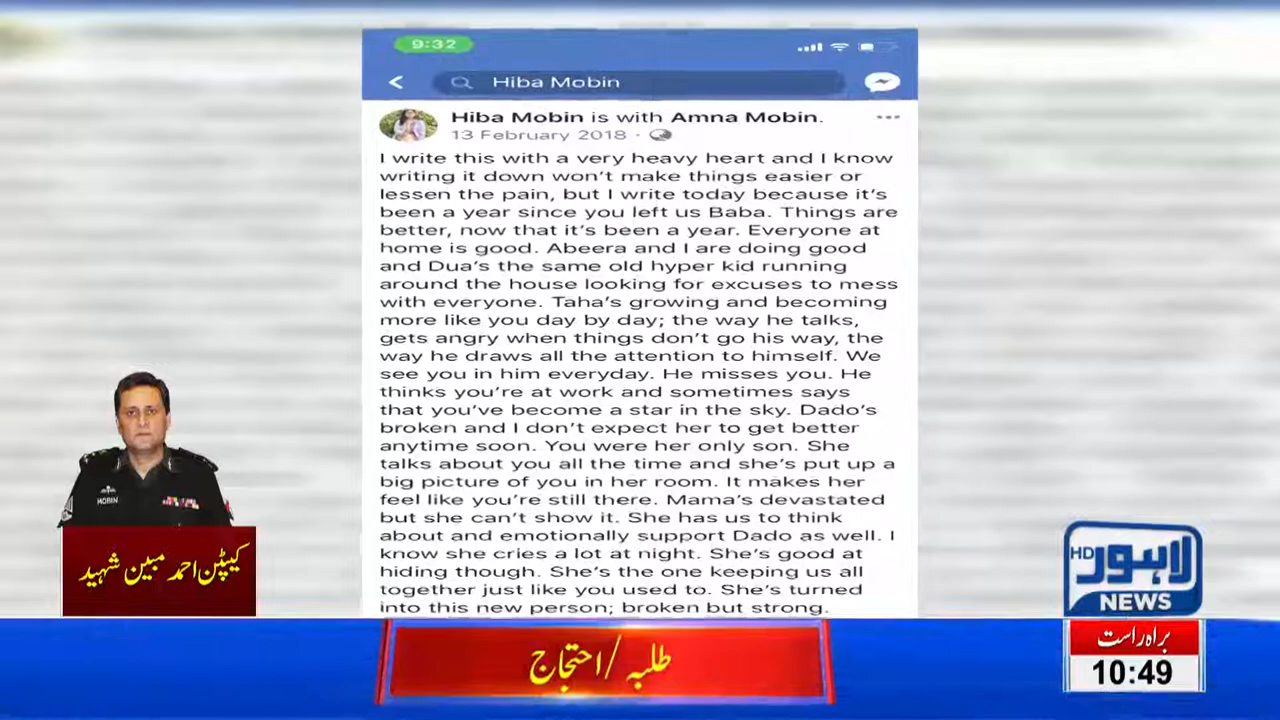 9:32
Hiba Mobin
Hiba Mobin is with Amna Mobin.
13 February 2018 ·
I write this with a very heavy heart and I know
writing it down won't make things easier or
lessen the pain, but I write today because it's
been a year since you left us Baba. Things are
better, now that it's been a year. Everyone at
home is good. Abeera and I are doing good
and Dua's the same old hyper kid running
around the house looking for excuses to mess
with everyone. Taha's growing and becoming
more like you day by day; the way he talks,
gets angry when things don't go his way, the
way he draws all the attention to himself. We
see you in him everyday. He misses you. He
thinks you're at work and sometimes says
that you've become a star in the sky. Dado's
broken and I don't expect her to get better
anytime soon. You were her only son. She
talks about you all the time and she's put up a
big picture of you in her room. It makes her
feel like you're still there. Mama's devastated
but she can't show it. She has us to think
about and emotionally support Dado as well. I
know she cries a lot at night. She's good at
hiding though. She's the one keeping us all
together just like you used to. She's turned
into this new person; broken but strong.
MOBIN
کیپٹن احمد مبین شہید
HD
لاہور
NEWS
براہ راست
10:49
طلبہ/احتجاج